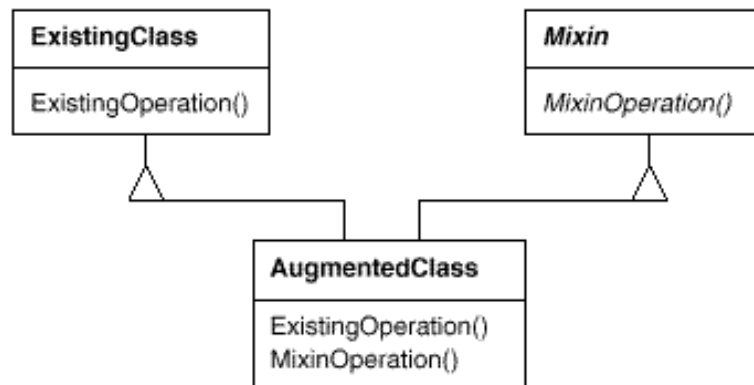 ExistingClass
ExistingOperation()
Mixin
MixinOperation()
AugmentedClass
ExistingOperation()
MixinOperation()